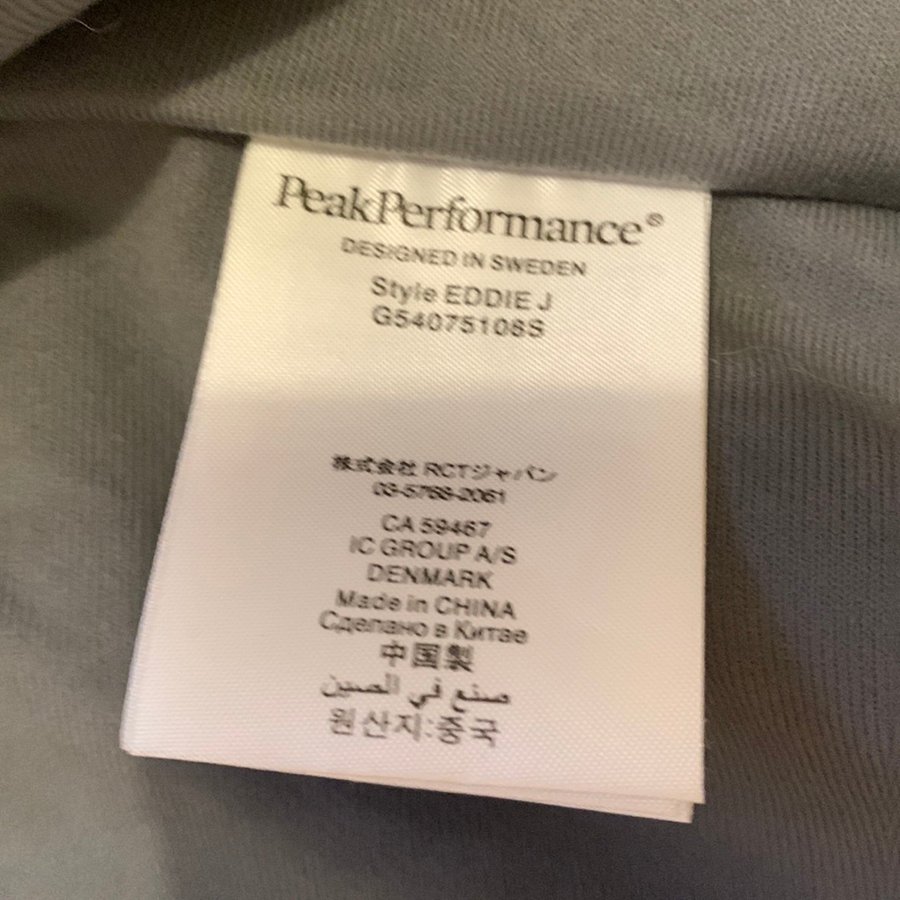 PeakPerformance®
DESIGNED IN SWEDEN
Style EDDIE J
G54075108S
株式会社 RCTジャパン
03-5768-2061
CA 59467
IC GROUP A/S
DENMARK
Made in CHINA
Сделано в Китае
中国製
صنع في الصين
원산지:중국